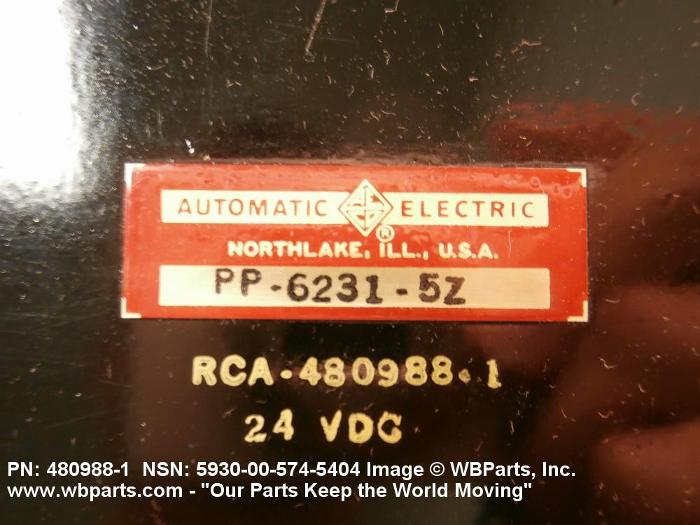 AUTOMATIC ELECTRIC
®
NORTHLAKE, ILL., U.S.A.
PP-6231-5Z
RCA-480988-1
24 VDC
PN: 480988-1 NSN: 5930-00-574-5404 Image © WBParts, Inc.
www.wbparts.com - "Our Parts Keep the World Moving"